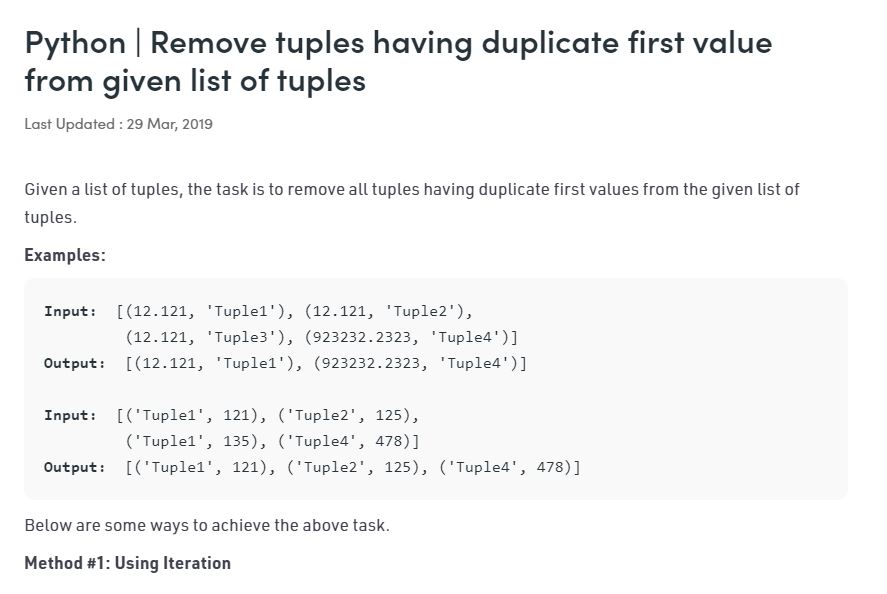 Python | Remove tuples having duplicate first value
from given list of tuples
Last Updated : 29 Mar, 2019
Given a list of tuples, the task is to remove all tuples having duplicate first values from the given list of
tuples.
Examples:
Input:  [(12.121, 'Tuple1'), (12.121, 'Tuple2'),
         (12.121, 'Tuple3'), (923232.2323, 'Tuple4')]
Output:  [(12.121, 'Tuple1'), (923232.2323, 'Tuple4')]
Input:  [('Tuple1', 121), ('Tuple2', 125),
         ('Tuple1', 135), ('Tuple4', 478)]
Output:  [('Tuple1', 121), ('Tuple2', 125), ('Tuple4', 478)]
Below are some ways to achieve the above task.
Method #1: Using Iteration